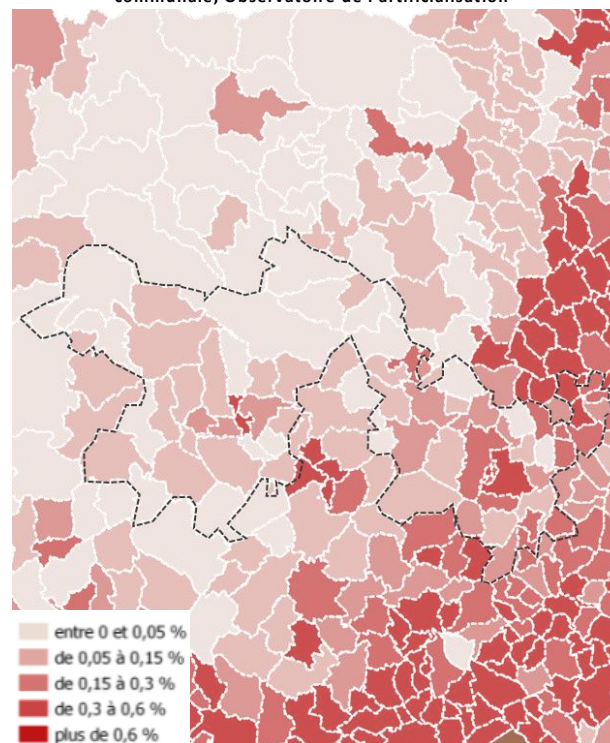 communale, Observatoire de l'artificialisation
entre 0 et 0,05 %
de 0,05 à 0,15 %
de 0,15 à 0,3 %
de 0,3 à 0,6 %
plus de 0,6 %